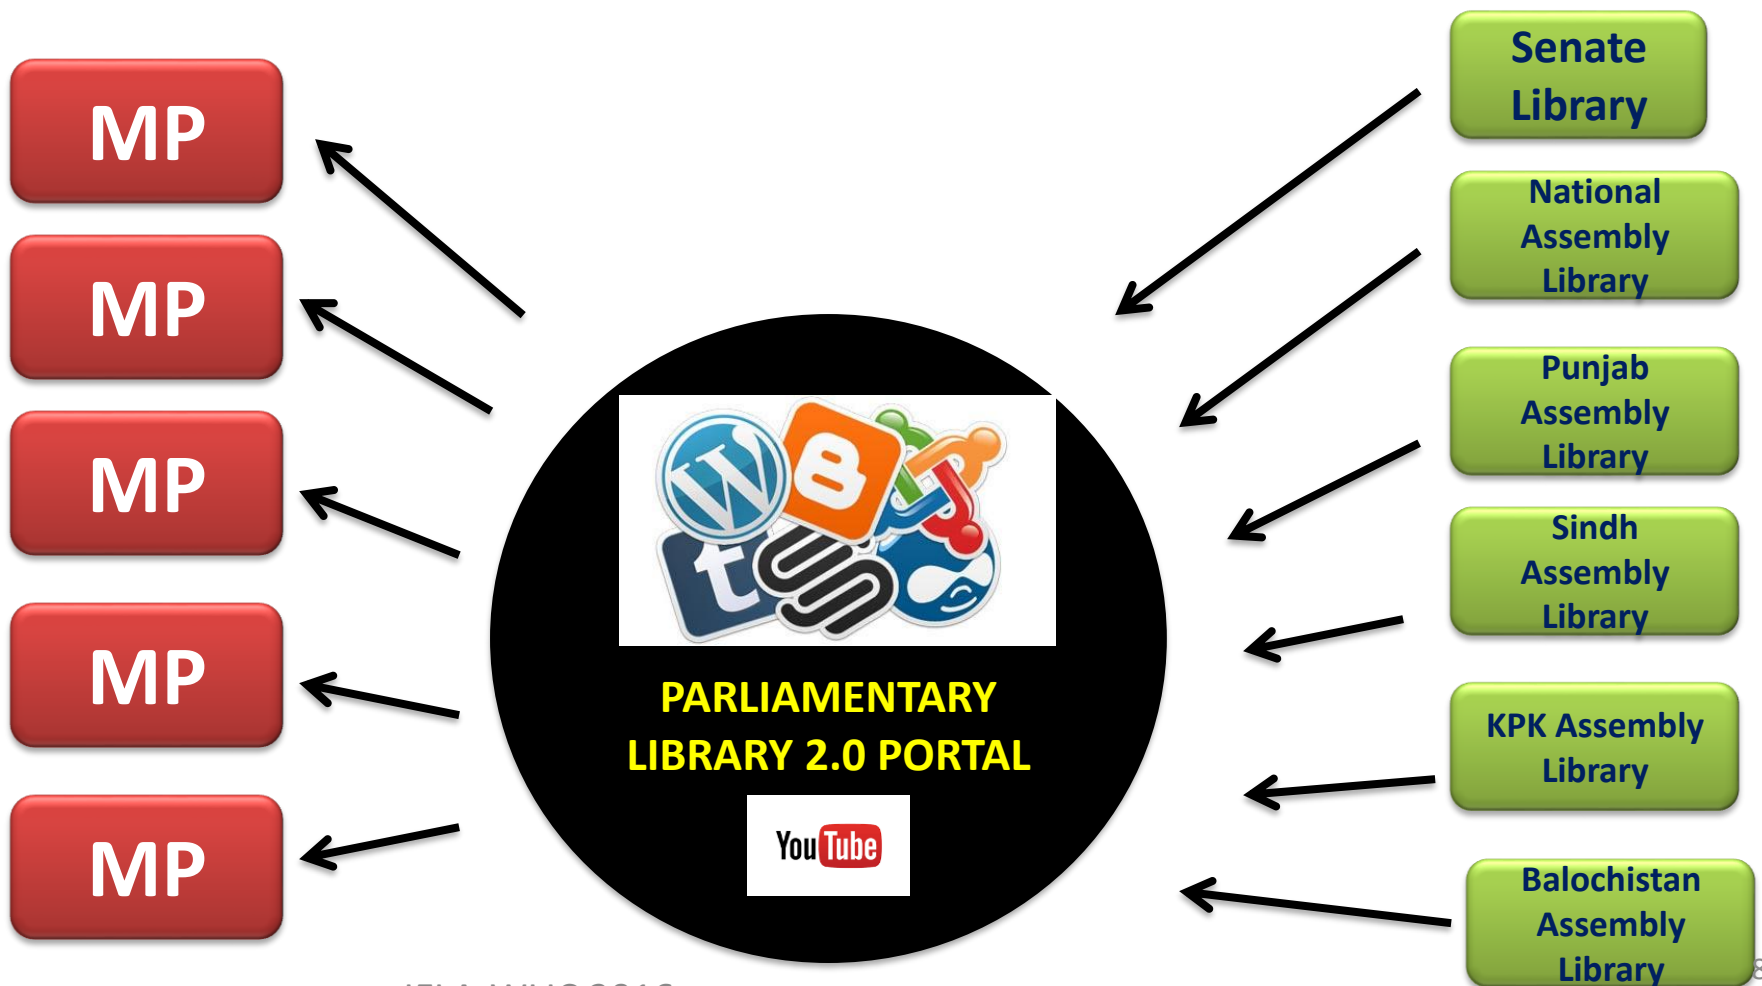 MP
MP
MP
MP
MP
PARLIAMENTARY
LIBRARY 2.0 PORTAL
You Tube
Senate
Library
National
Assembly
Library
Punjab
Assembly
Library
Sindh
Assembly
Library
KPK Assembly
Library
Balochistan
Assembly
Library